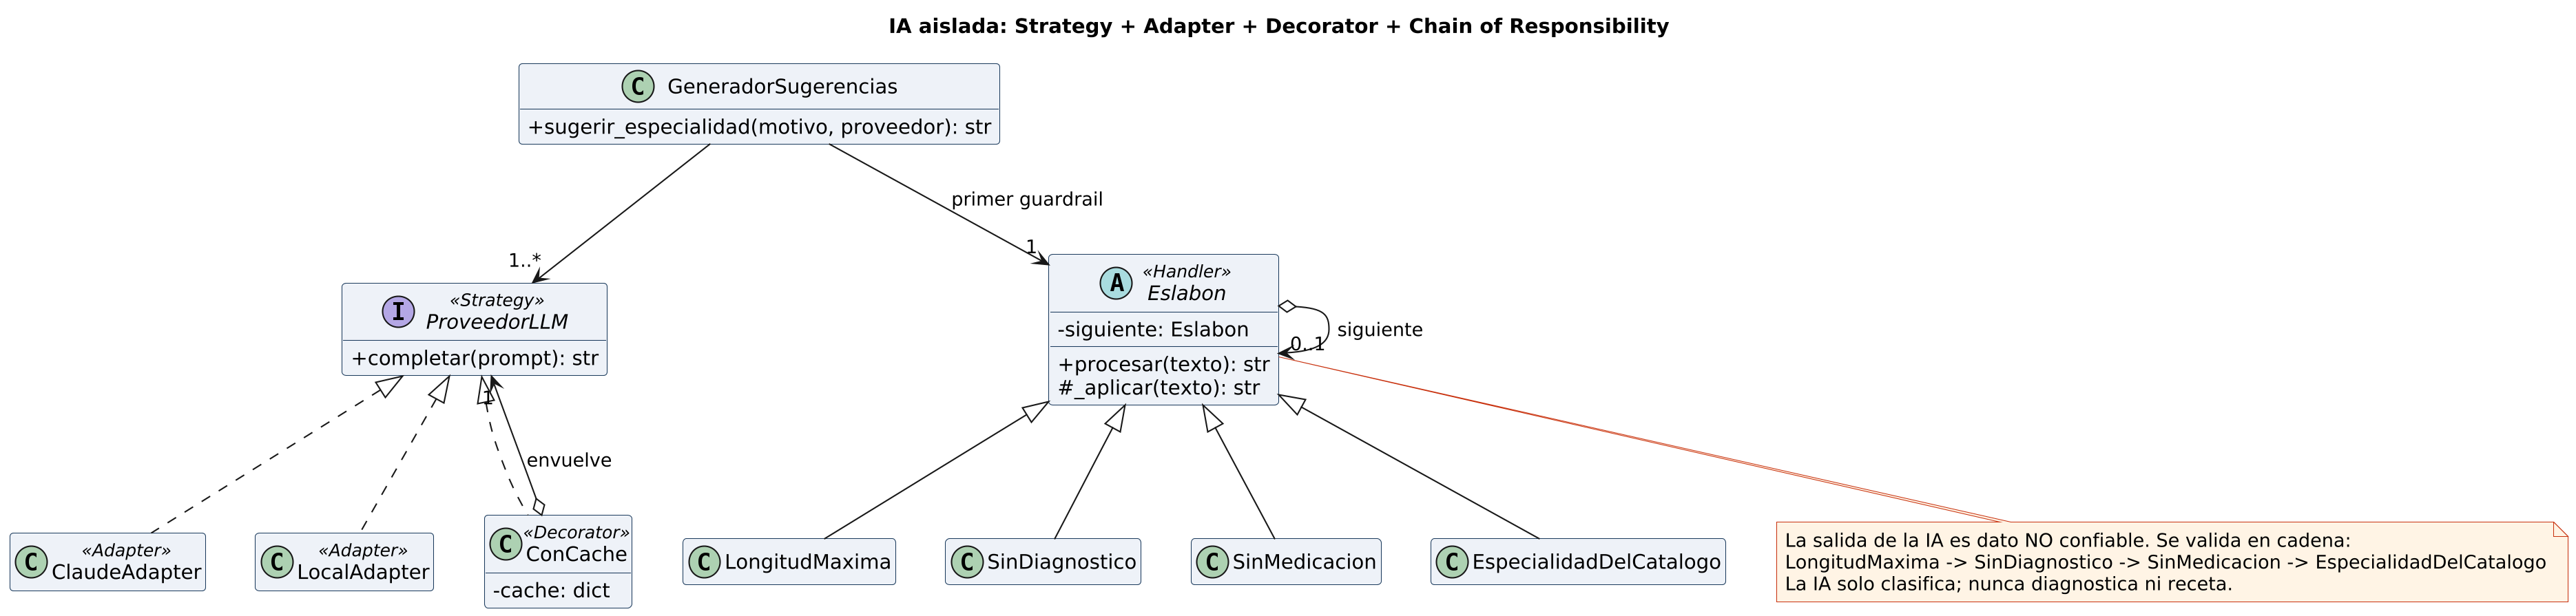 IA aislada: Strategy + Adapter + Decorator + Chain of Responsibility
C GeneradorSugerencias
+sugerir_especialidad(motivo, proveedor): str
primer guardrail
1
1..*
«Strategy»
I ProveedorLLM
+completar(prompt): str
«Handler»
A Eslabon
-siguiente: Eslabon
+procesar(texto): str
#_aplicar(texto): str
siguiente
0..1
1
envuelve
«Adapter»
C ClaudeAdapter
«Adapter»
C LocalAdapter
«Decorator»
C ConCache
-cache: dict
C LongitudMaxima
C SinDiagnostico
C SinMedicacion
C EspecialidadDelCatalogo
La salida de la IA es dato NO confiable. Se valida en cadena:
LongitudMaxima -> SinDiagnostico -> SinMedicacion -> EspecialidadDelCatalogo
La IA solo clasifica; nunca diagnostica ni receta.